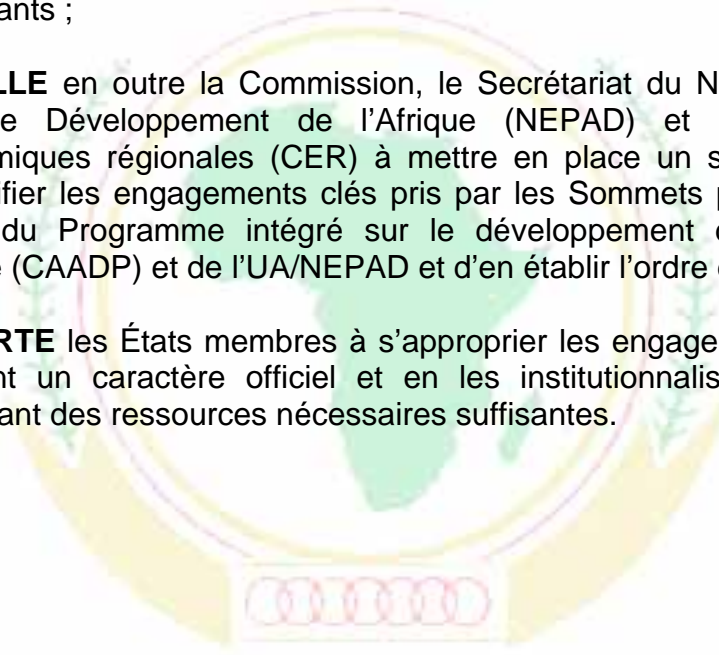 ants ;
LLE en outre la Commission, le Secrétariat du N
e Développement de l’Afrique (NEPAD) et
miques régionales (CER) à mettre en place un s
ifier les engagements clés pris par les Sommets p
du Programme intégré sur le développement
(CAADP) et de l’UA/NEPAD et d’en établir l’ordre
RTE les États membres à s’approprier les engage
nt un caractère officiel et en les institutionnalis
ant des ressources nécessaires suffisantes.